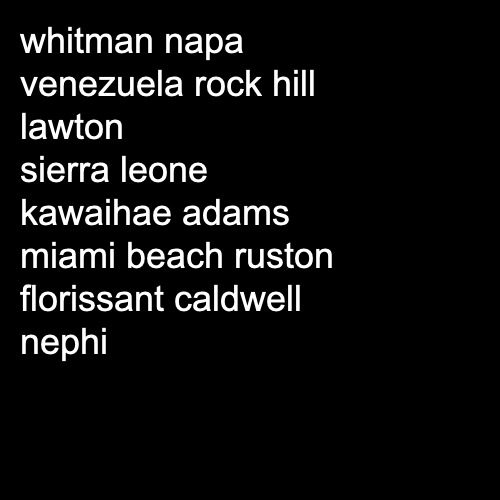 whitman napa
venezuela rock hill
lawton
sierra leone
kawaihae adams
miami beach ruston
florissant caldwell
nephi